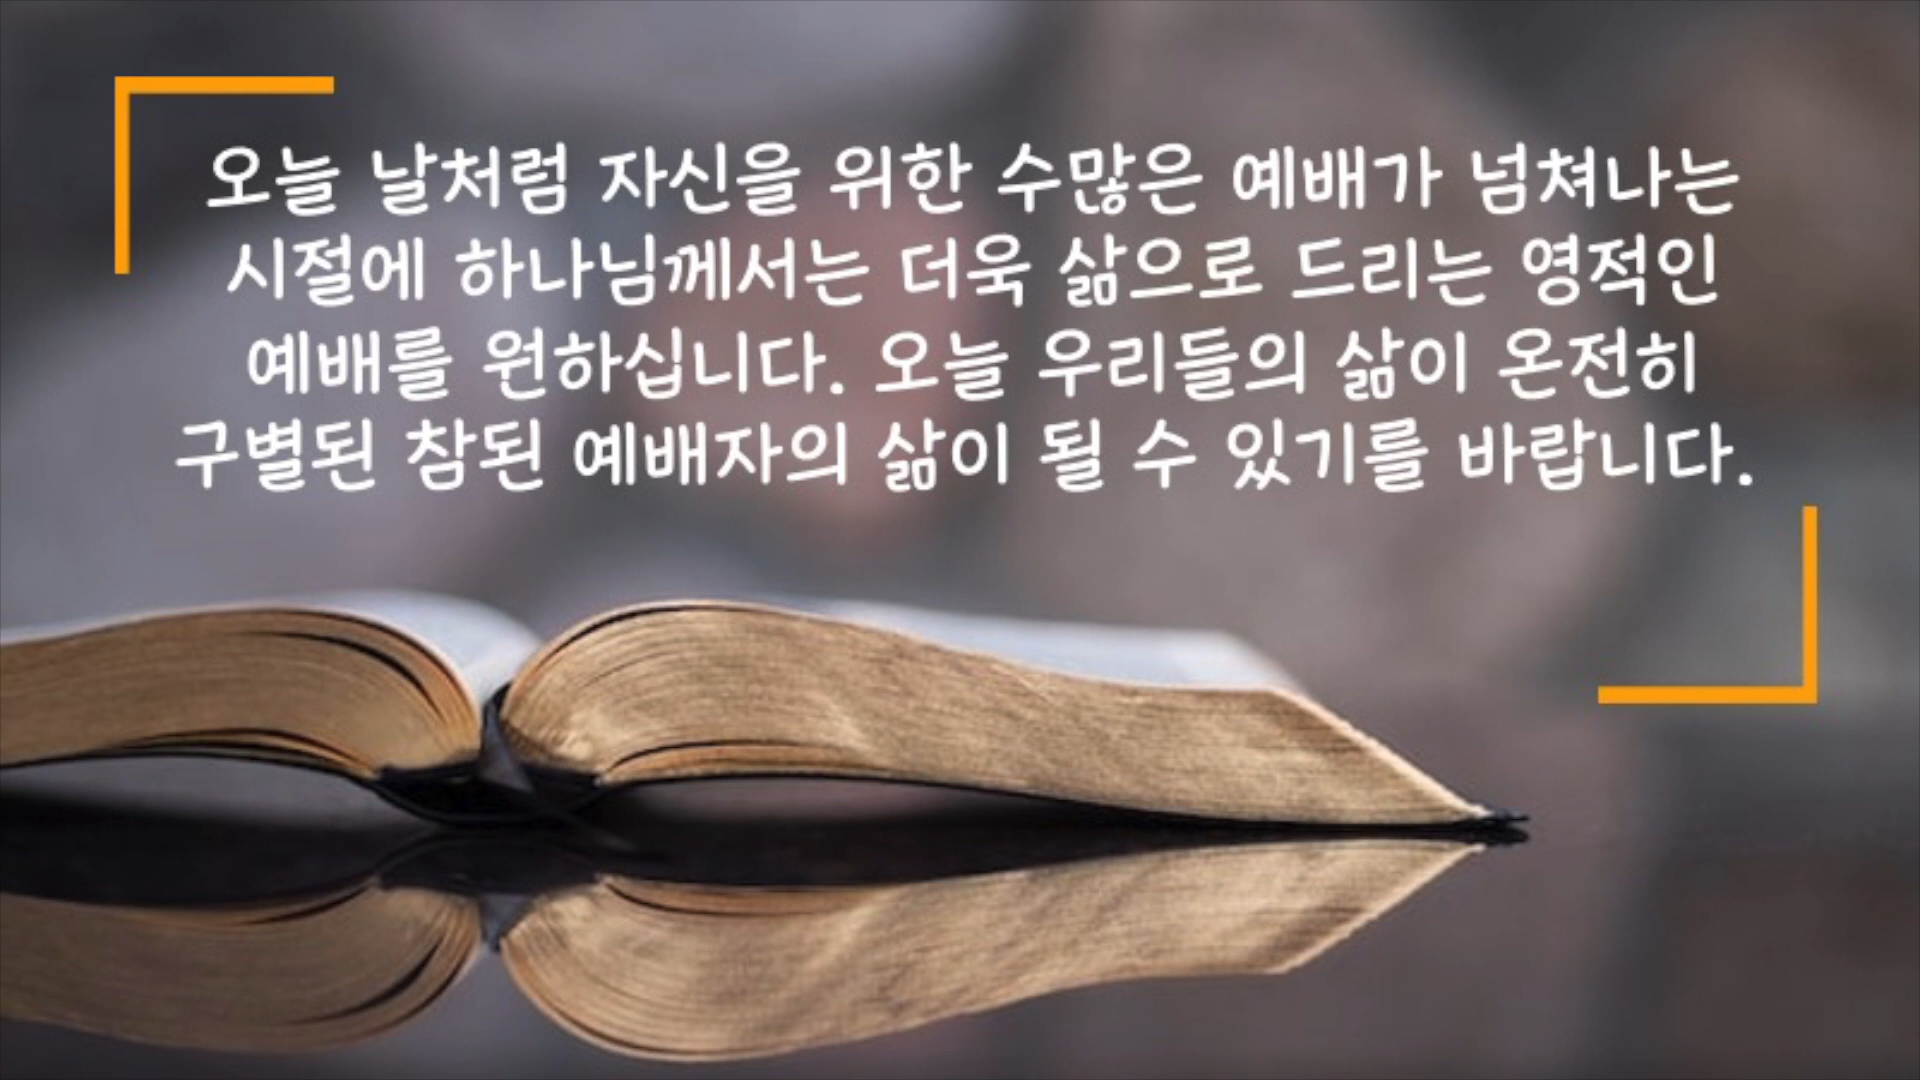 오늘 날처럼 자신을 위한 수많은 예배가 넘쳐나는
시절에 하나님께서는 더욱 삶으로 드리는 영적인
예배를 원하십니다. 오늘 우리들의 삶이 온전히
구별된 참된 예배자의 삶이 될 수 있기를 바랍니다.